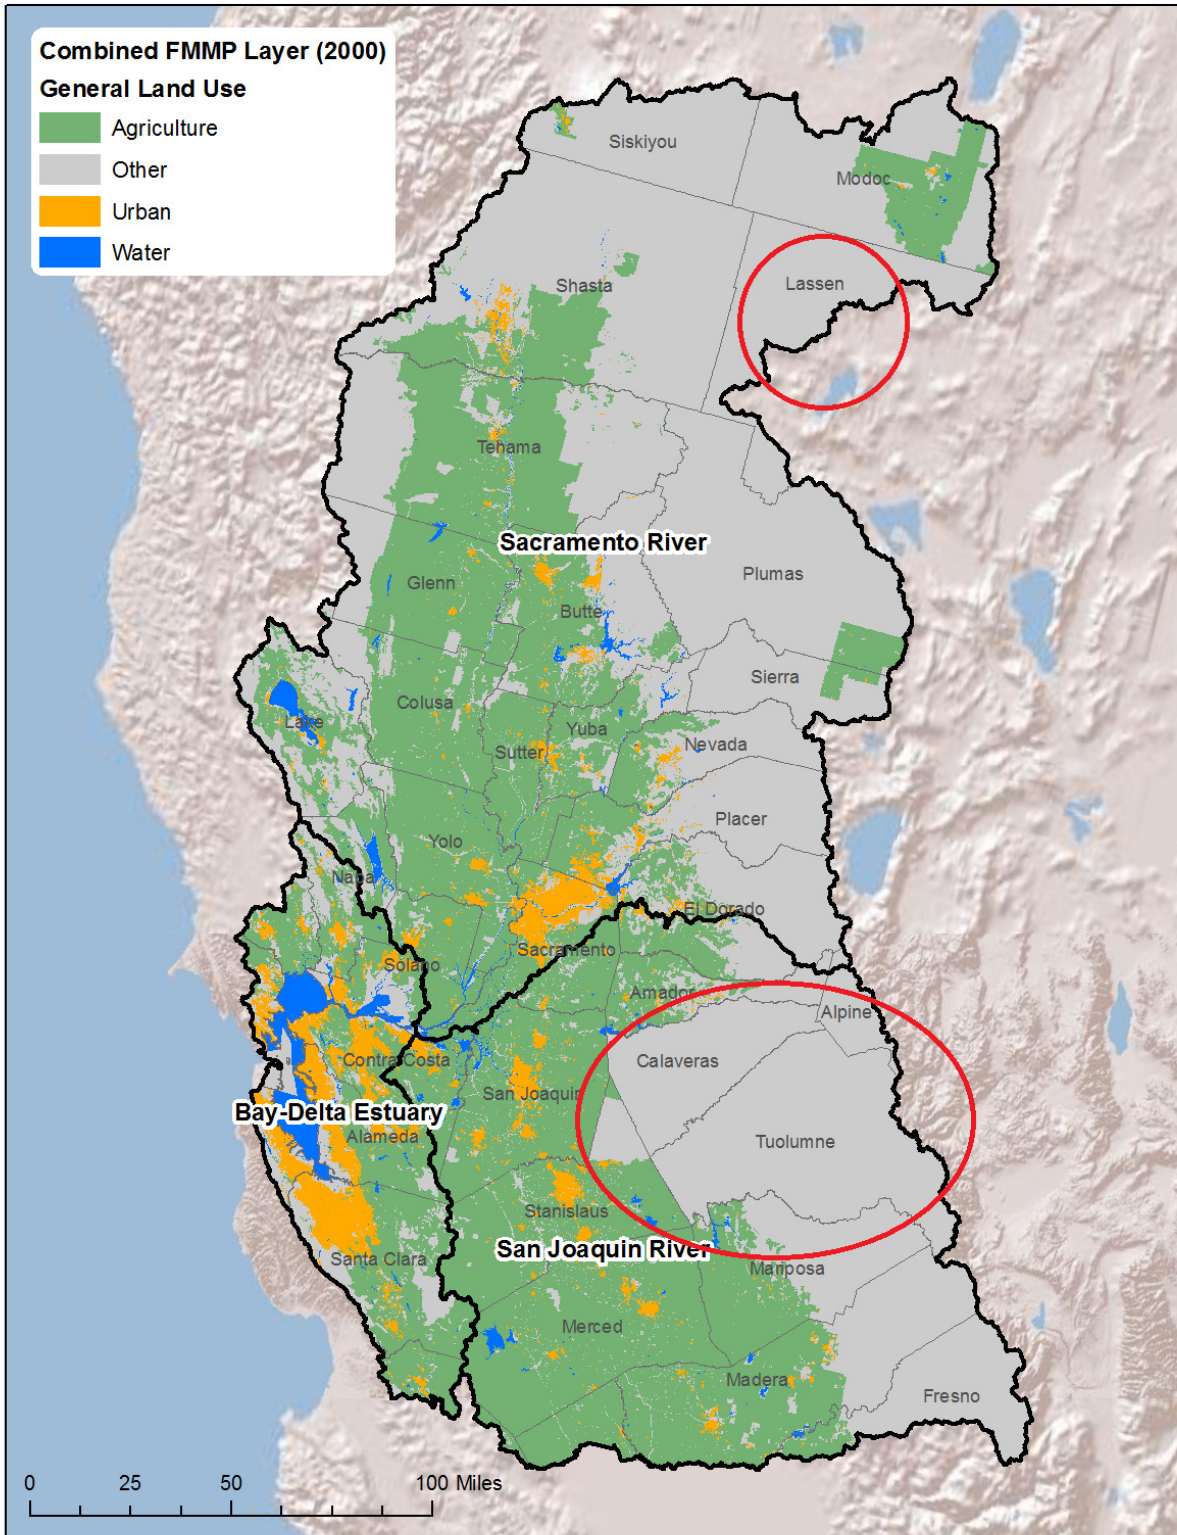 Combined FMMP Layer (2000)
General Land Use
Agriculture
Other
Urban
Water
Siskiyou
Modoc
Shasta
Lassen
Tehama
Sacramento River
Plumas
Glenn
Butte
Sierra
Colusa
Lake
Yuba
Sutter
Nevada
Placer
Yolo
Napa
El Dorado
Sacramento
Solano
Amador
Alpine
Contra Costa
Calaveras
San Joaquin
Bay-Delta Estuary
Alameda
Tuolumne
Stanislaus
San Joaquin River
Santa Clara
Mariposa
Merced
Madera
Fresno
0 25 50 100 Miles